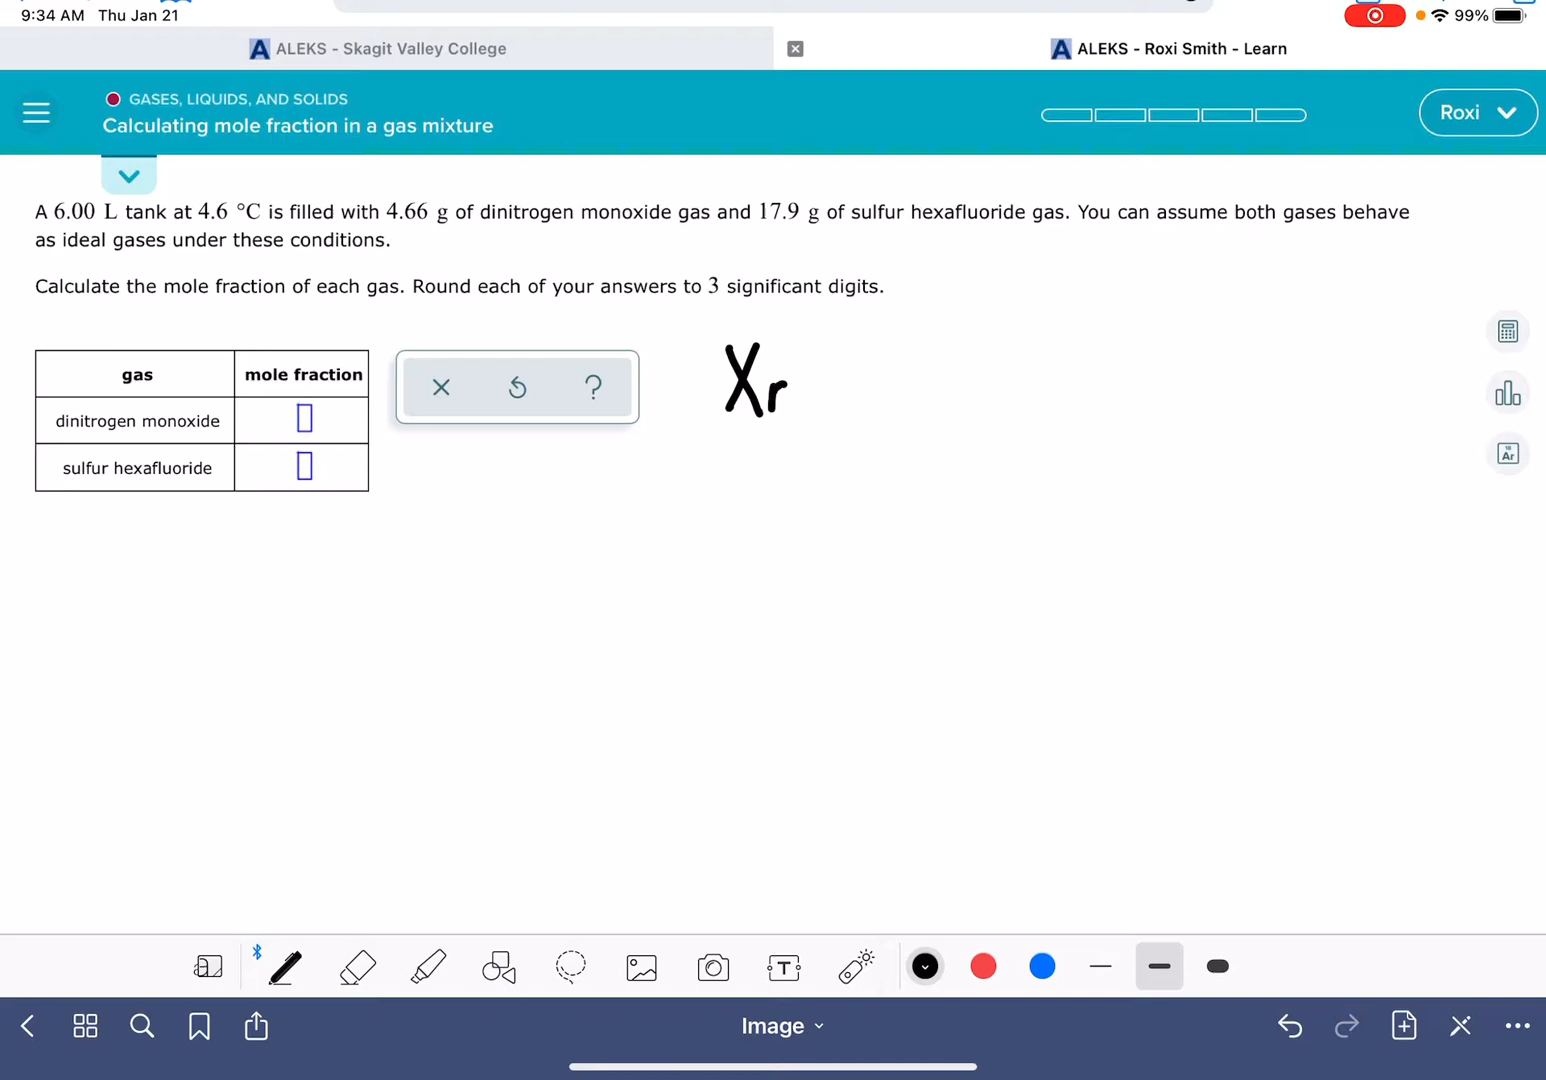 9:34 AM Thu Jan 21
99%
ALEKS - Skagit Valley College
ALEKS - Roxi Smith - Learn
GASES, LIQUIDS, AND SOLIDS
Calculating mole fraction in a gas mixture
Roxi
A 6.00 L tank at 4.6 °C is filled with 4.66 g of dinitrogen monoxide gas and 17.9 g of sulfur hexafluoride gas. You can assume both gases behave
as ideal gases under these conditions.
Calculate the mole fraction of each gas. Round each of your answers to 3 significant digits.
gas mole fraction
dinitrogen monoxide
sulfur hexafluoride
?
Xr
18
Ar
T
Image